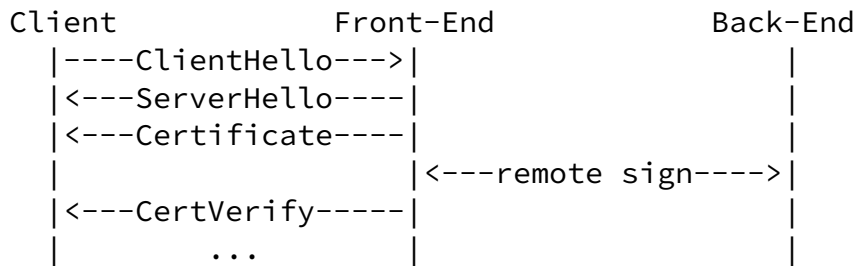 Client            Front-End            Back-End
  |----ClientHello--->|                    |
  |<---ServerHello----|                    |
  |<---Certificate----|                    |
  |                   |<---remote sign---->|
  |<---CertVerify-----|                    |
  |        ...        |                    |